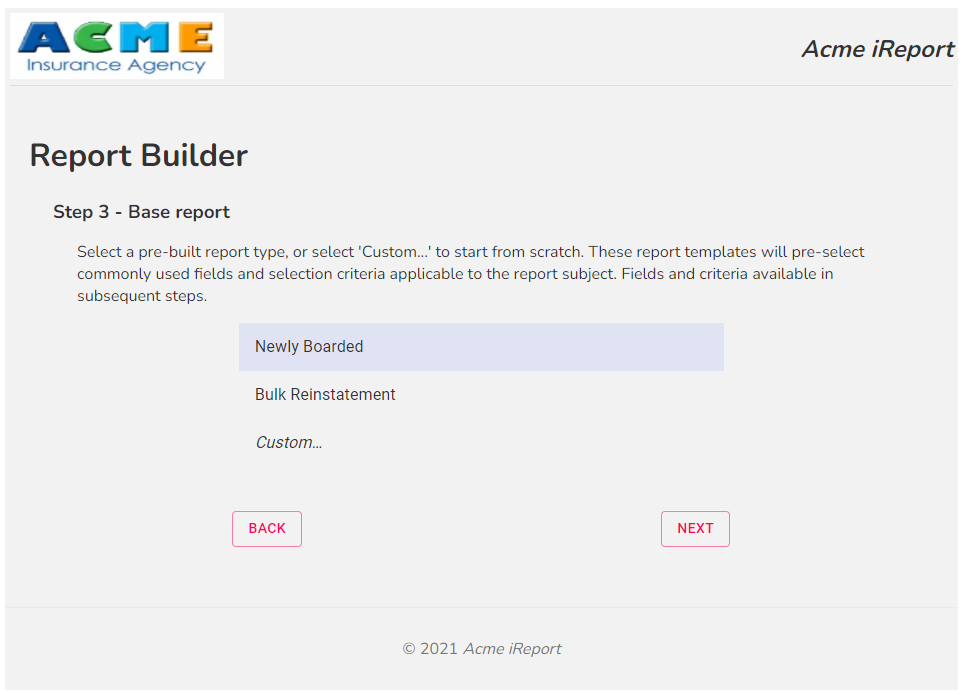 ACME
Insurance Agency
Acme iReport
Report Builder
Step 3 - Base report
Select a pre-built report type, or select 'Custom...' to start from scratch. These report templates will pre-select
commonly used fields and selection criteria applicable to the report subject. Fields and criteria available in
subsequent steps.
Newly Boarded
Bulk Reinstatement
Custom...
BACK
NEXT
© 2021 Acme iReport